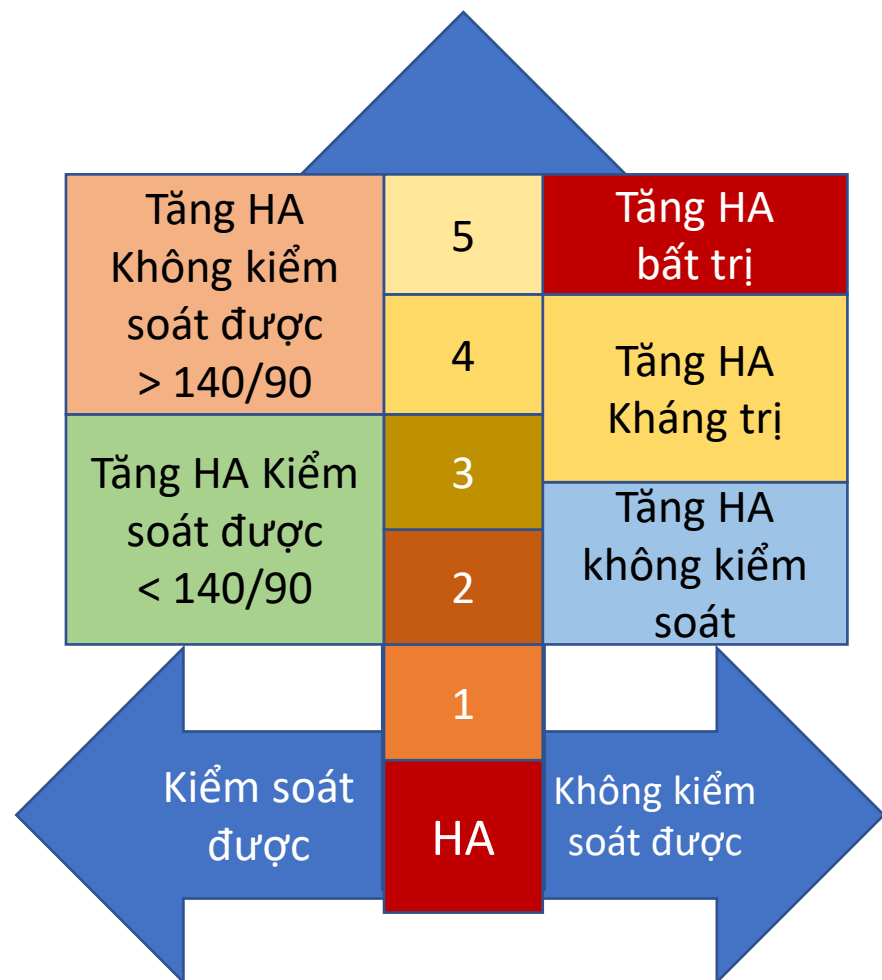 Tăng HA
Không kiểm
soát được
> 140/90
5
Tăng HA
bất trị
4
Tăng HA
Kháng trị
Tăng HA Kiểm
soát được
< 140/90
3
2
Tăng HA
không kiểm
soát
1
Kiểm soát
được
HA
Không kiểm
soát được